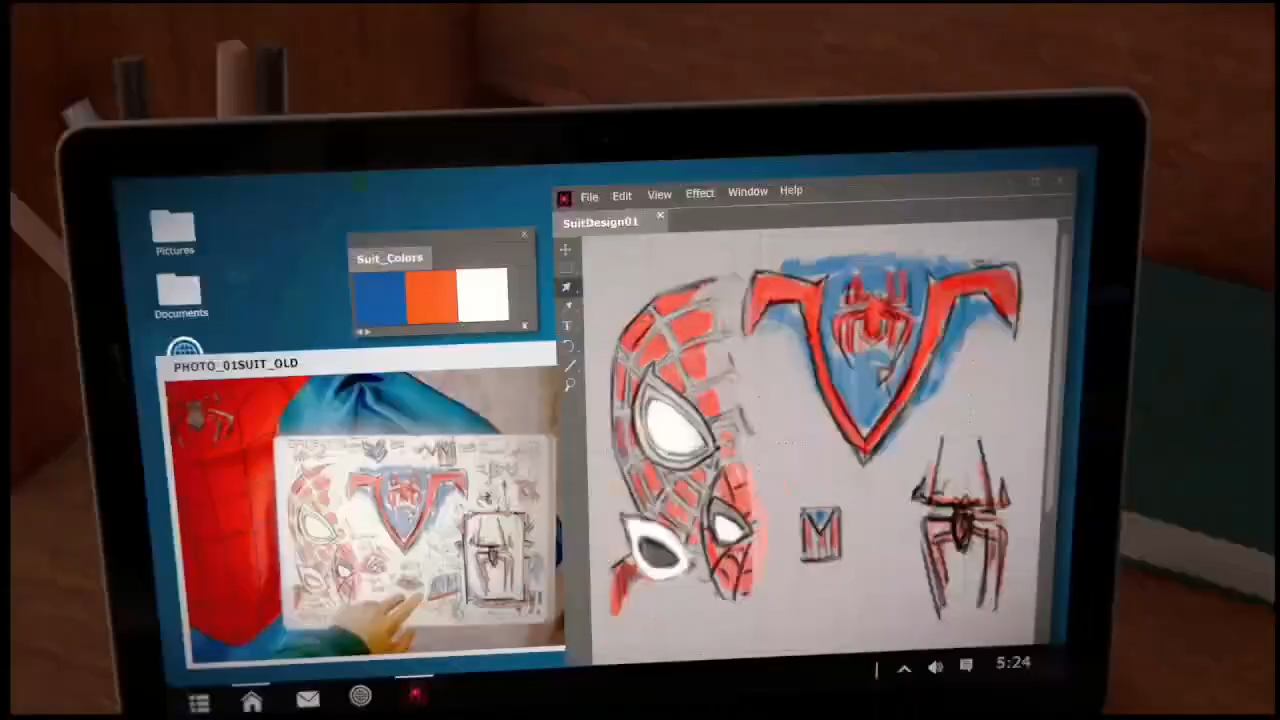 File Edit View Effect Window Help
SuitDesign01
Pictures
Suit_Colors
Documents
PHOTO_01SUIT_OLD
5:24